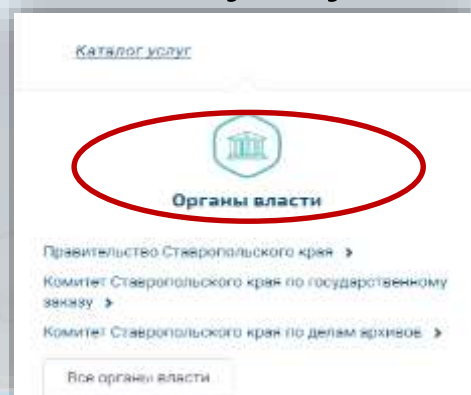 Каталог услуг
Органы власти
Правительство Ставропольского края >
Комитет Ставропольского края по государственному
заказу >
Комитет Ставропольского края по делам архивов >
Все органы власти